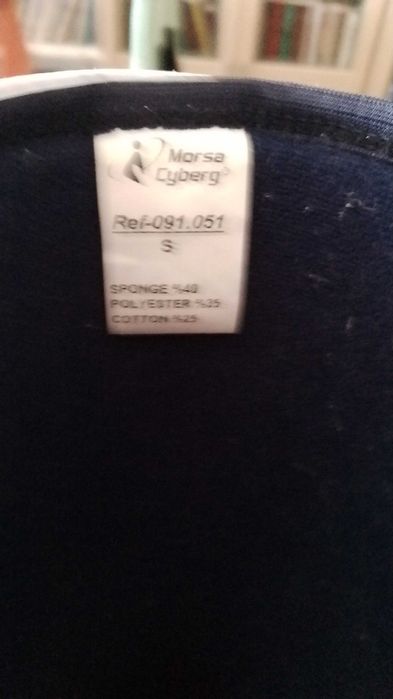 Morsa
Cyberg®
Ref-091.051
S
SPONGE %40
POLYESTER %35
COTTON %25